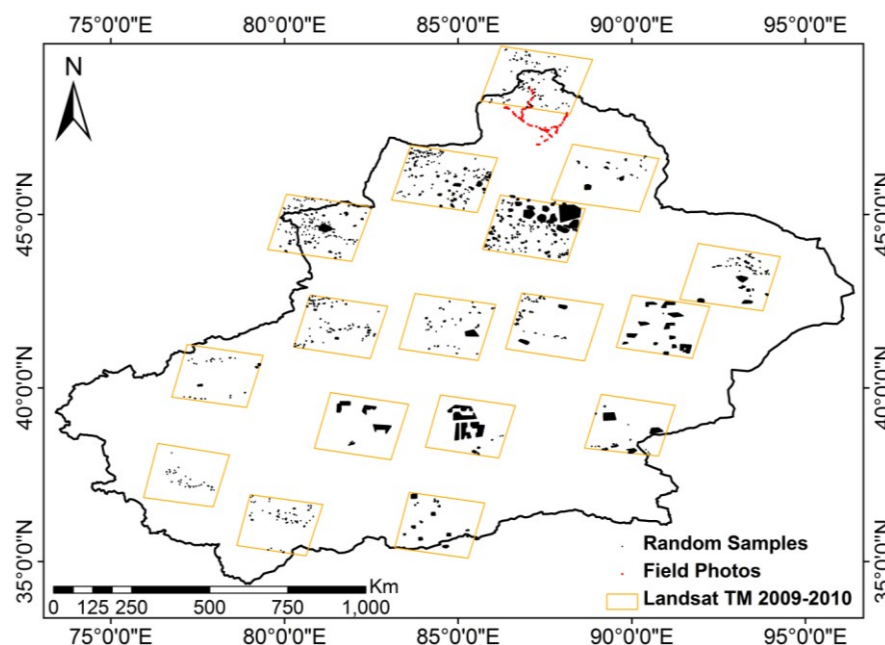 75°0'0"E 80°0'0"E 85°0'0"E 90°0'0"E 95°0'0"E
N
45°0'0"N 45°0'0"N
40°0'0"N 40°0'0"N
35°0'0"N 35°0'0"N
Random Samples
Field Photos
Landsat TM 2009-2010
Km
0 125 250 500 750 1,000
75°0'0"E 80°0'0"E 85°0'0"E 90°0'0"E 95°0'0"E